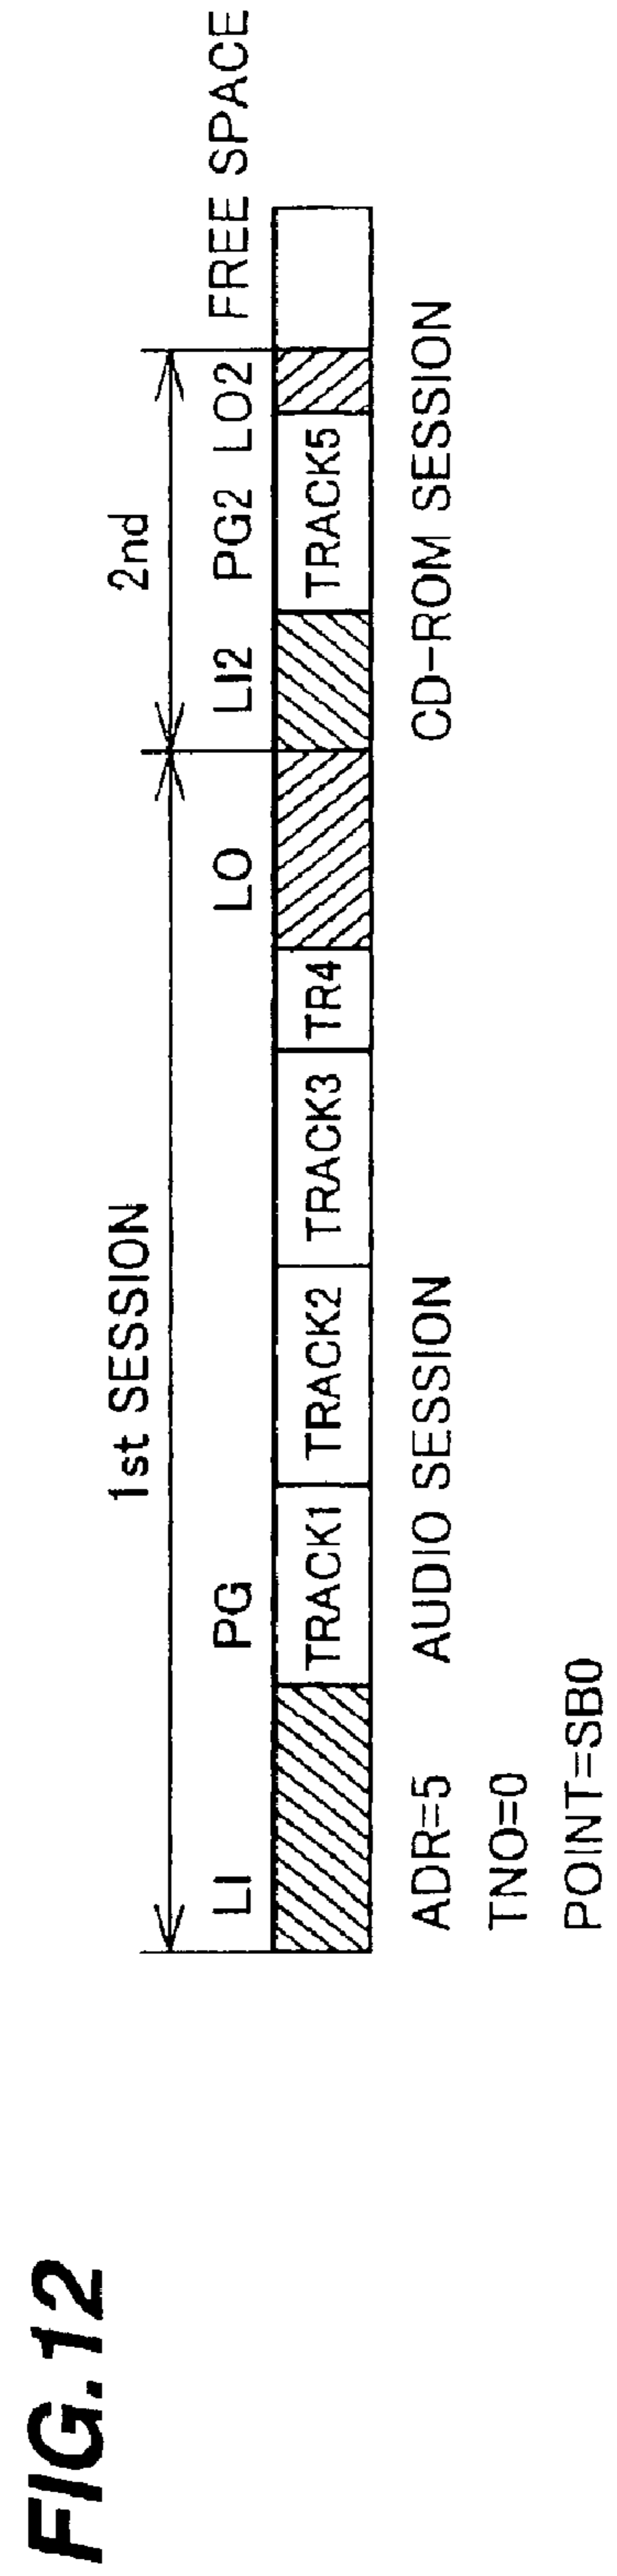 FIG.12
1st SESSION 2nd
LI PG LO LI2 PG2 LO2 FREE SPACE
TRACK1 TRACK2 TRACK3 TR4 TRACK5
ADR=5 AUDIO SESSION CD-ROM SESSION
TNO=0
POINT=SB0